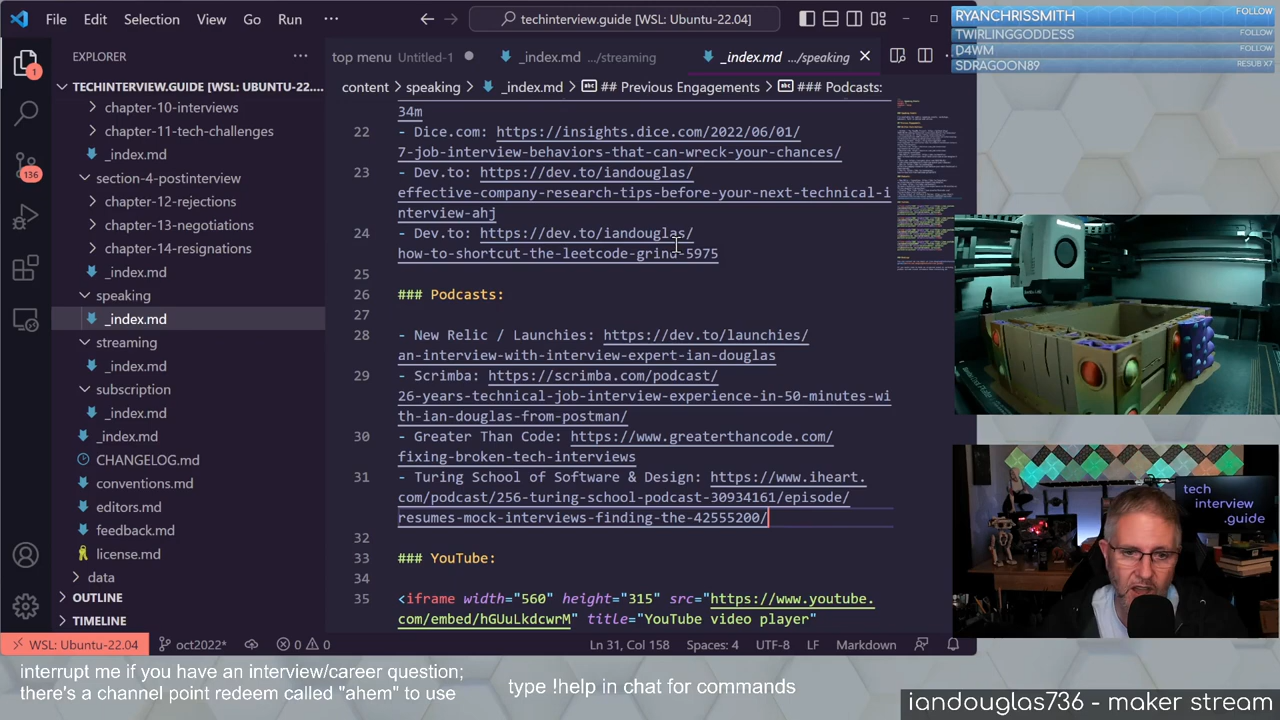 File Edit Selection View Go Run ···
techinterview.guide [WSL: Ubuntu-22.04]
RYANCHRISSMITH FOLLOW
TWIRLINGGODDESS FOLLOW
D4WM FOLLOW
SDRAGOON89 RESUB X7
EXPLORER
top menu Untitled-1
_index.md .../streaming
_index.md .../speaking
TECHINTERVIEW.GUIDE [WSL: UBUNTU-22....
content > speaking > _index.md > ## Previous Engagements > ### Podcasts:
1
136
chapter-10-interviews
chapter-11-tech-challenges
_index.md
section-5-posting
chapter-12-rejections
chapter-13-negotiations
chapter-14-resignations
_index.md
speaking
_index.md
streaming
_index.md
subscription
_index.md
_index.md
CHANGELOG.md
conventions.md
editors.md
feedback.md
license.md
data
OUTLINE
TIMELINE
34m
22 - Dice.com: https://insights.dice.com/2022/06/01/
7-job-interview-behaviors-that-can-wreck-your-chances/
23 - Dev.to: https://dev.to/iandouglas/
effective-company-research-tips-before-your-next-technical-i
nterview-ahj
24 - Dev.to: https://dev.to/iandouglas/
how-to-announcet-the-leetcode-grind-5975
25
26 ### Podcasts:
27
28 - New Relic / Launchies: https://dev.to/launchies/
an-interview-with-interview-expert-ian-douglas
29 - Scrimba: https://scrimba.com/podcast/
26-years-technical-job-interview-experience-in-50-minutes-wi
th-ian-douglas-from-postman/
30 - Greater Than Code: https://www.greaterthancode.com/
fixing-broken-tech-interviews
31 - Turing School of Software & Design: https://www.iheart.
com/podcast/256-turing-school-podcast-30934161/episode/
resumes-mock-interviews-finding-the-42555200/
32
33 ### YouTube:
34
35 <iframe width="560" height="315" src="https://www.youtube.
com/embed/hGUuLkdcwrM" title="YouTube video player"
tech
interview
.guide
WSL: Ubuntu-22.04 oct2022* 0 0 Ln 31, Col 158 Spaces: 4 UTF-8 LF Markdown
interrupt me if you have an interview/career question;
there's a channel point redeem called "ahem" to use
type !help in chat for commands
iandouglas736 - maker stream